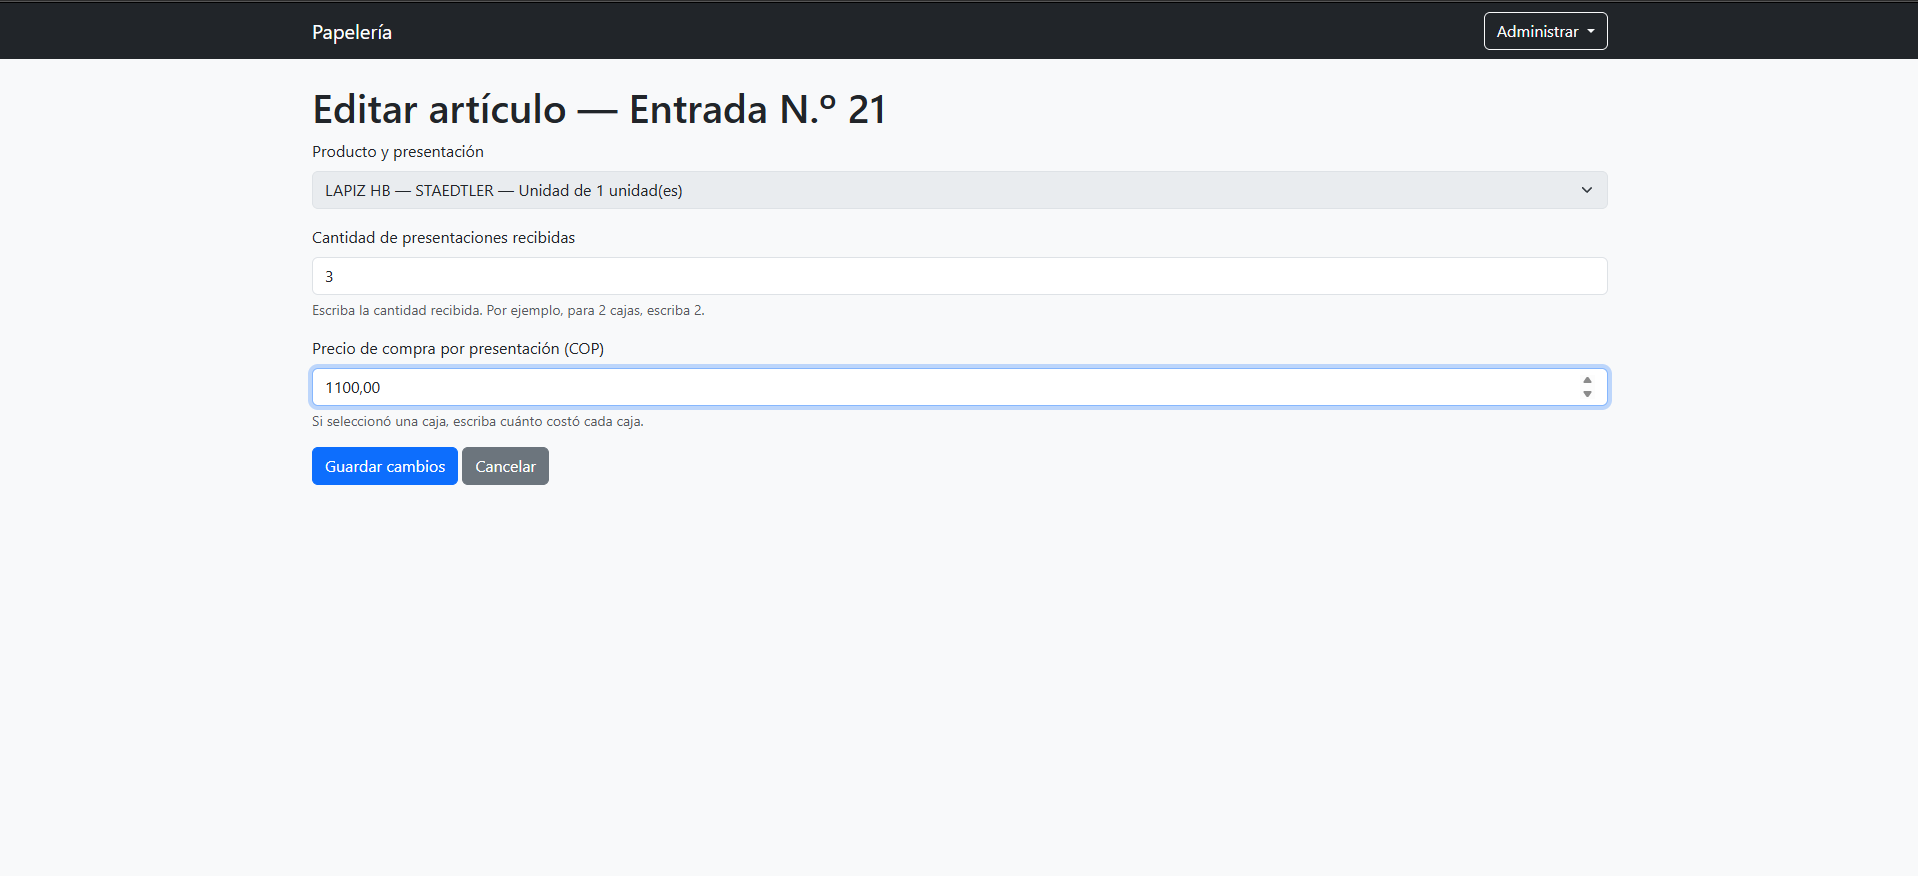 Papelería
Administrar
Editar artículo — Entrada N.º 21
Producto y presentación
LAPIZ HB — STAEDTLER — Unidad de 1 unidad(es)
Cantidad de presentaciones recibidas
3
Escriba la cantidad recibida. Por ejemplo, para 2 cajas, escriba 2.
Precio de compra por presentación (COP)
1100,00
Si seleccionó una caja, escriba cuánto costó cada caja.
Guardar cambios Cancelar